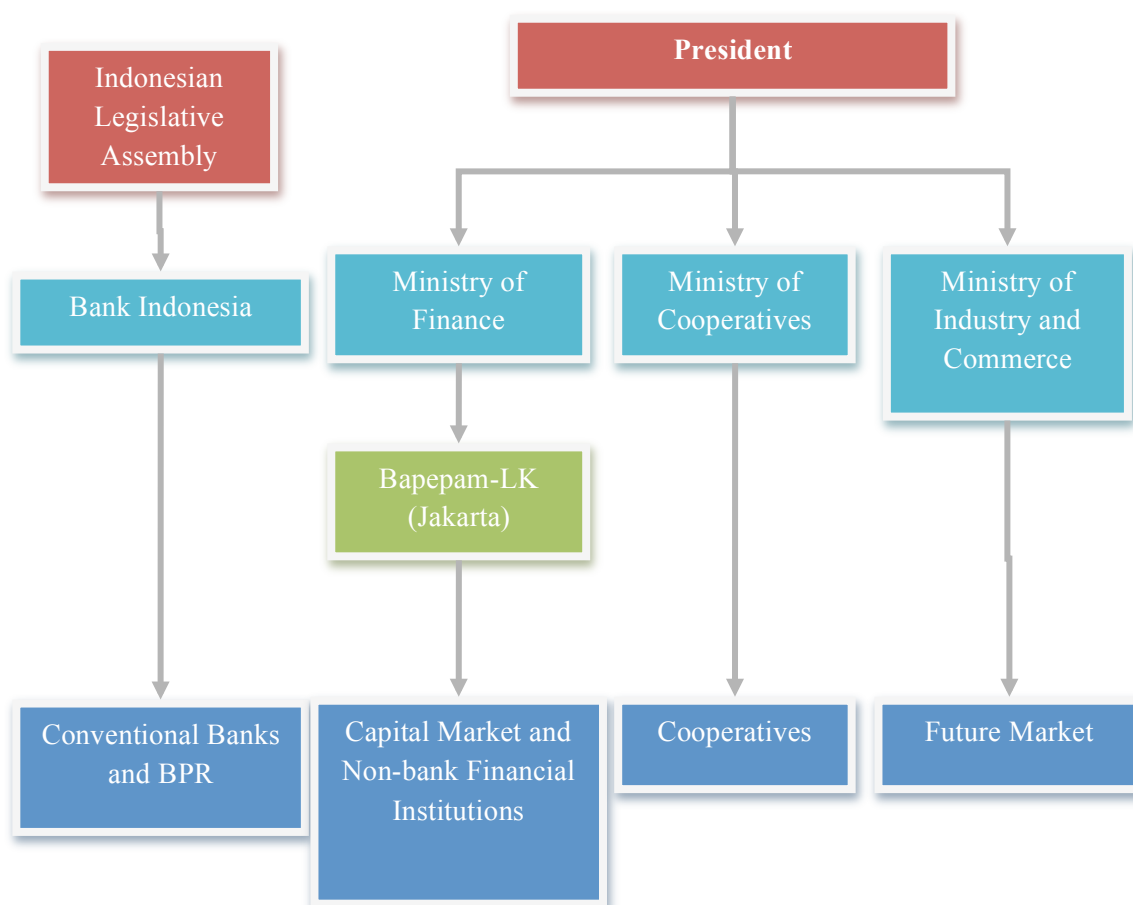 Indonesian
Legislative
Assembly
President
Bank Indonesia
Ministry of
Finance
Ministry of
Cooperatives
Ministry of
Industry and
Commerce
Bapepam-LK
(Jakarta)
Conventional Banks
and BPR
Capital Market and
Non-bank Financial
Institutions
Cooperatives
Future Market